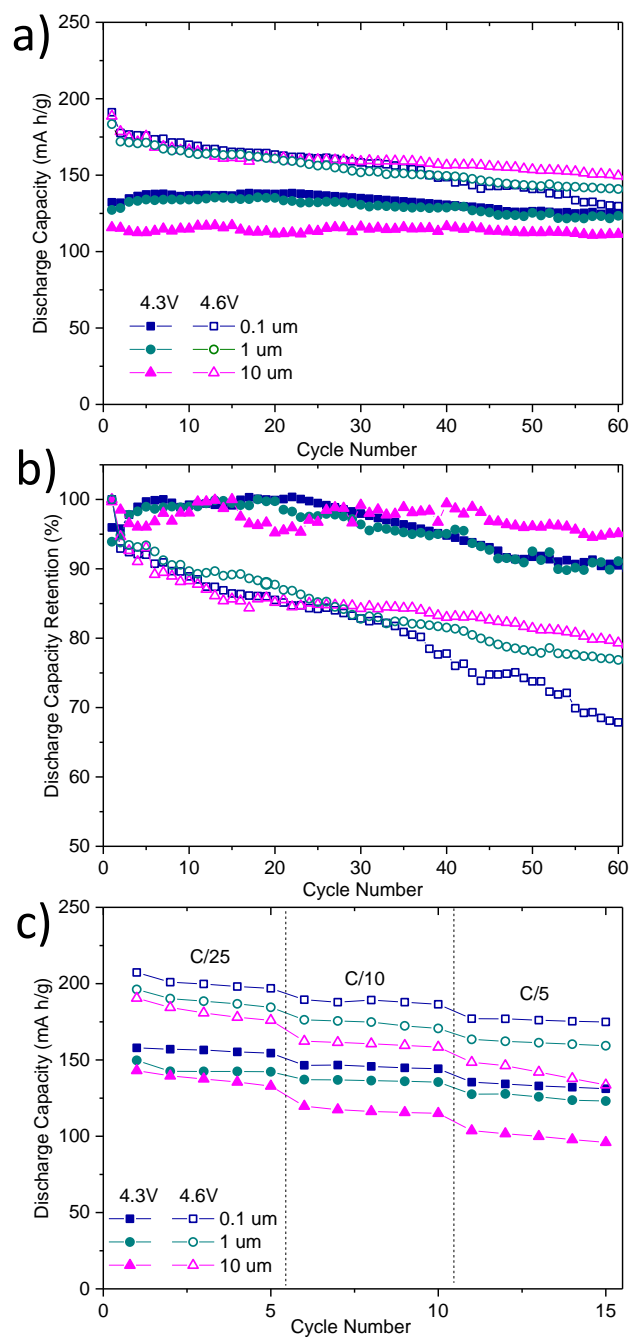 a)
250
200
150
100
50
0
Discharge Capacity (mA h/g)
4.3V 4.6V
0.1 um
1 um
10 um
0 10 20 30 40 50 60
Cycle Number
b)
100
90
80
70
60
50
Discharge Capacity Retention (%)
0 10 20 30 40 50 60
Cycle Number
c)
250
200
150
100
50
0
Discharge Capacity (mA h/g)
C/25
C/10
C/5
4.3V 4.6V
0.1 um
1 um
10 um
0 5 10 15
Cycle Number